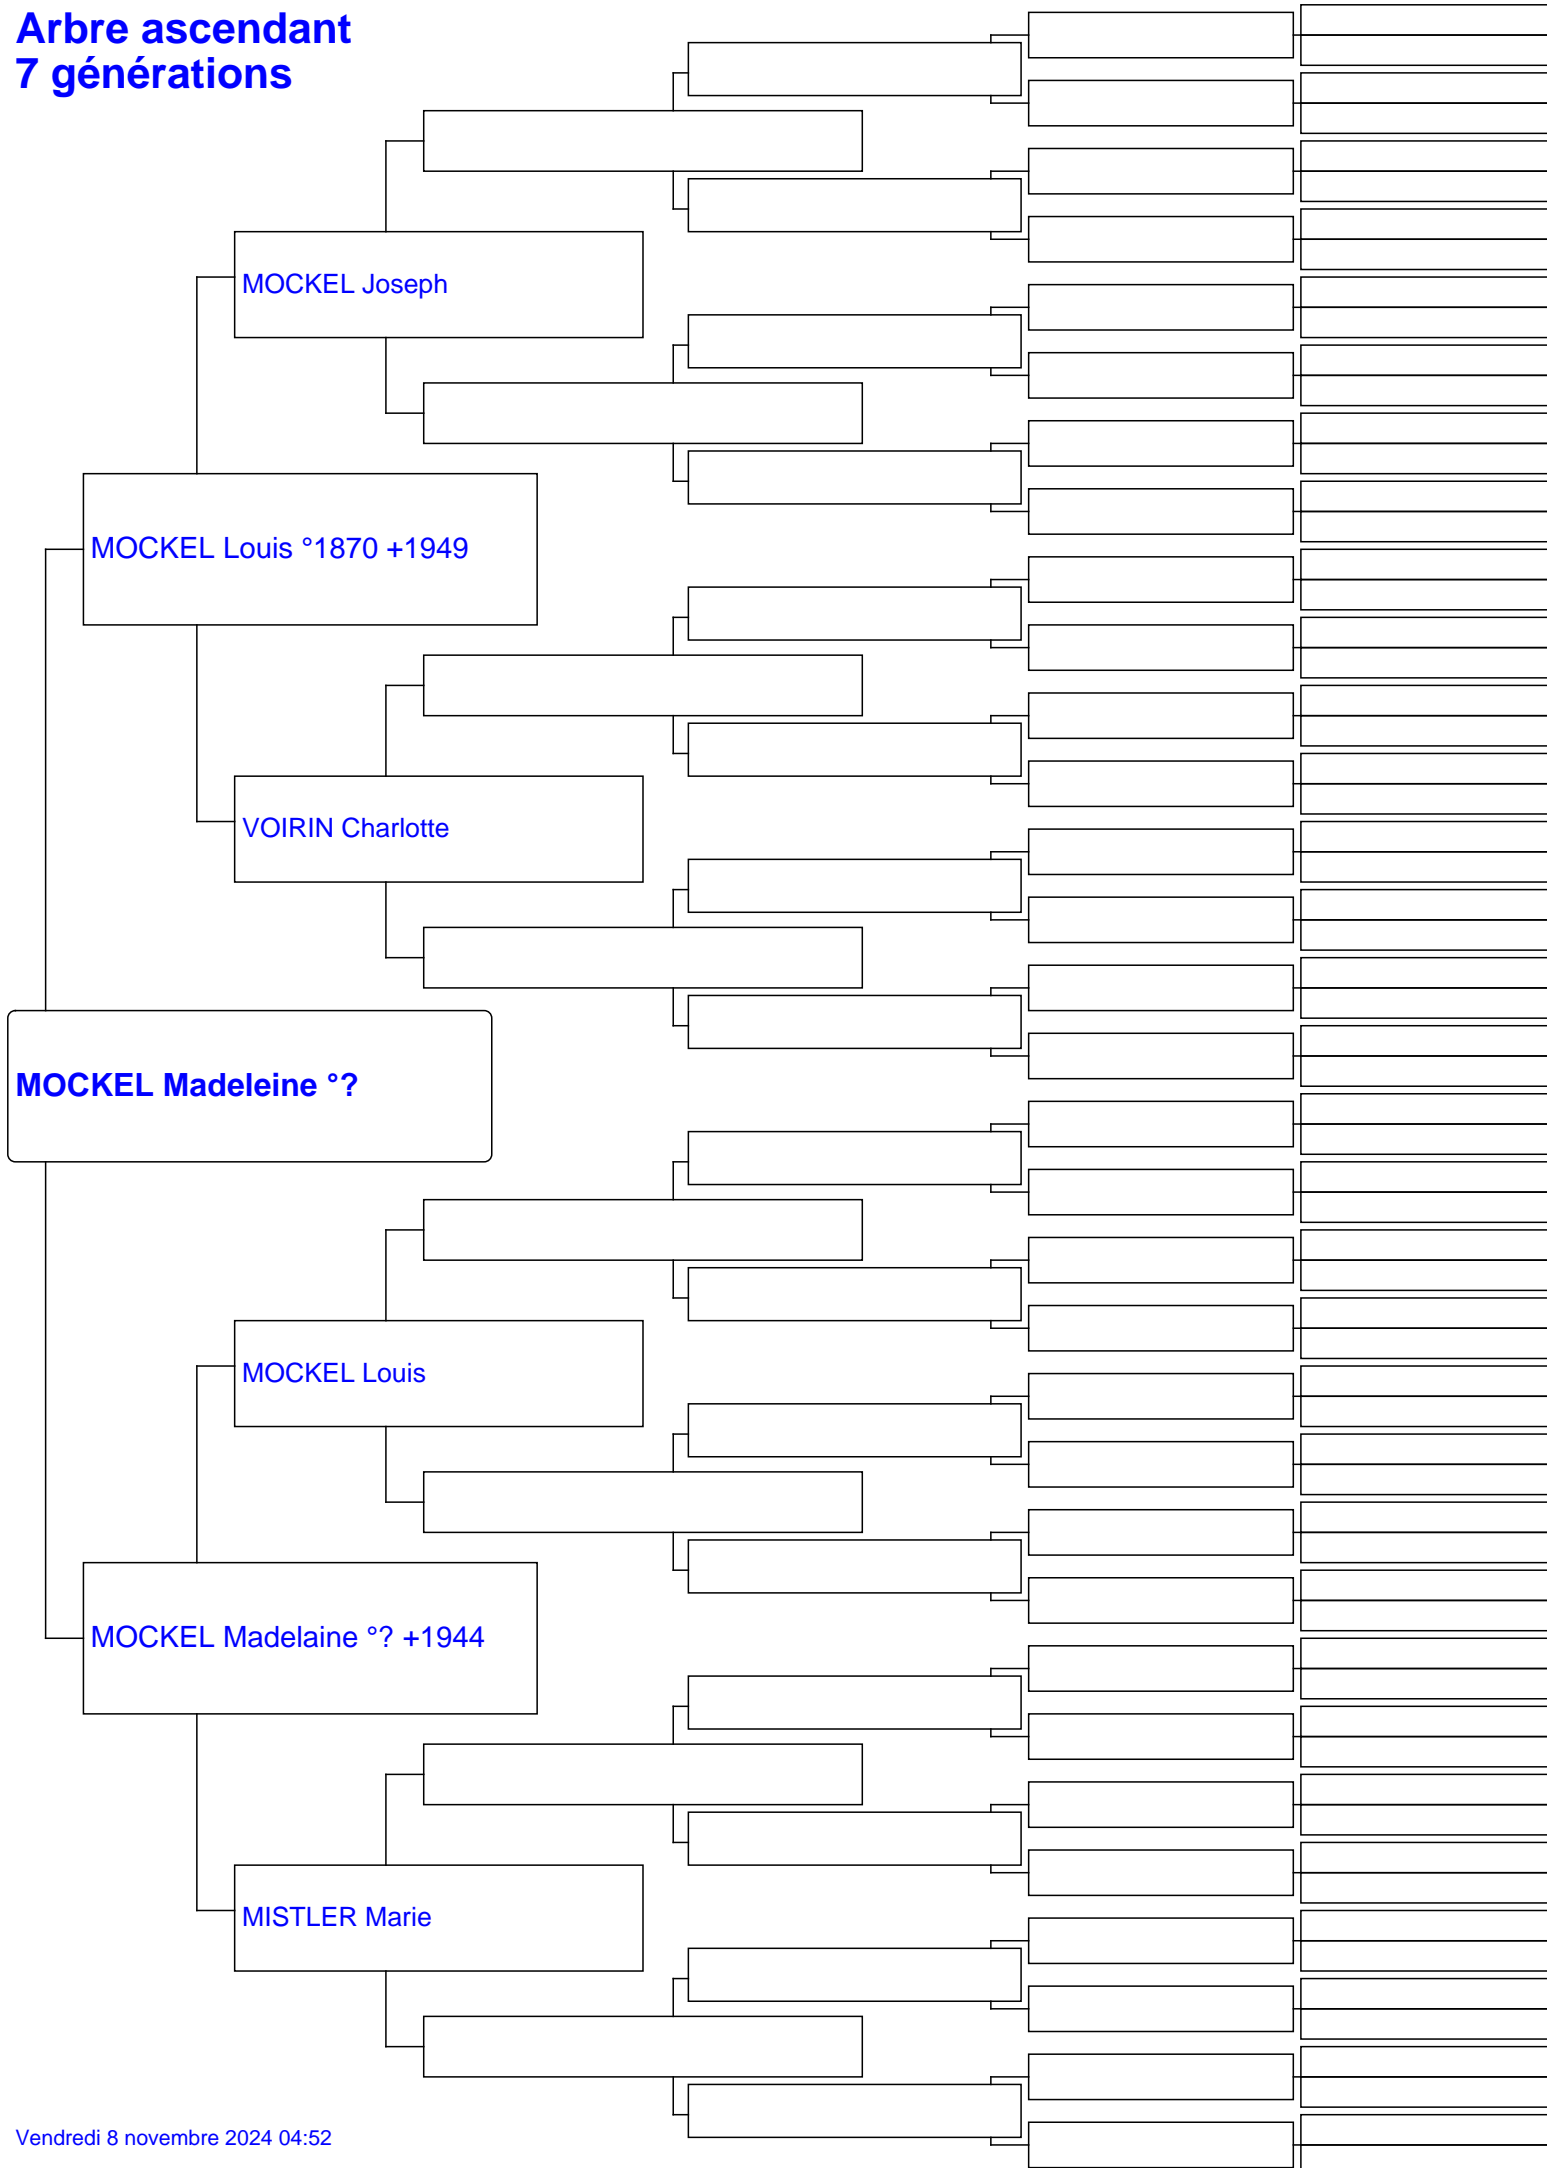 Arbre ascendant
7 générations
MOCKEL Joseph
MOCKEL Louis °1870 +1949
VOIRIN Charlotte
MOCKEL Madeleine °?
MOCKEL Louis
MOCKEL Madelaine °? +1944
MISTLER Marie
Vendredi 8 novembre 2024 04:52